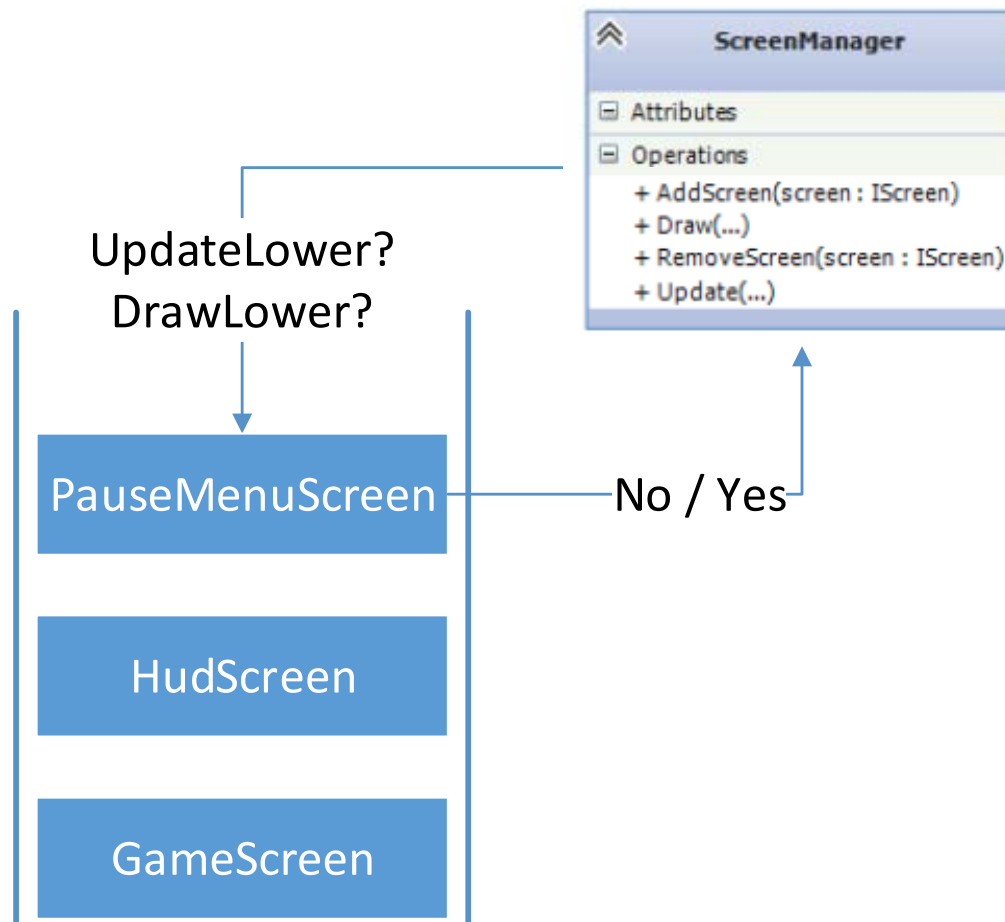 ScreenManager
Attributes
Operations
+ AddScreen(screen : IScreen)
+ Draw(...)
+ RemoveScreen(screen : IScreen)
+ Update(...)
UpdateLower?
DrawLower?
PauseMenuScreen
No / Yes
HudScreen
GameScreen